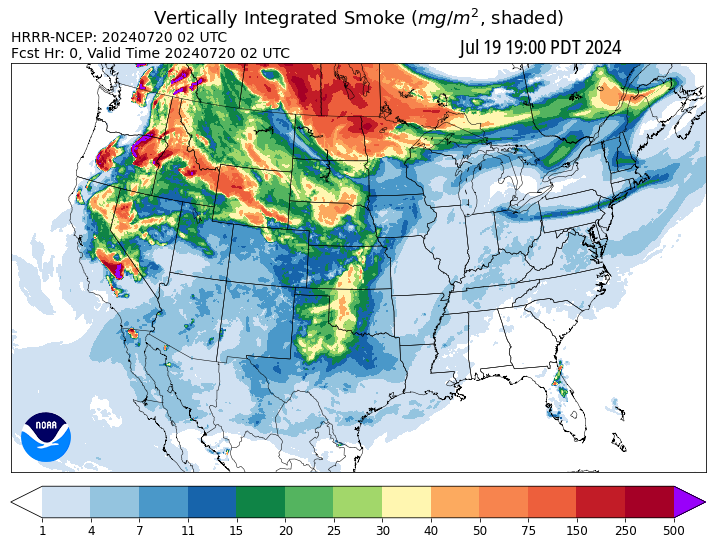 Vertically Integrated Smoke (mg/m², shaded)
HRRR-NCEP: 20240720 02 UTC
Fcst Hr: 0, Valid Time 20240720 02 UTC
Jul 19 19:00 PDT 2024
NOAA
1 4 7 11 15 20 25 30 40 50 75 150 250 500